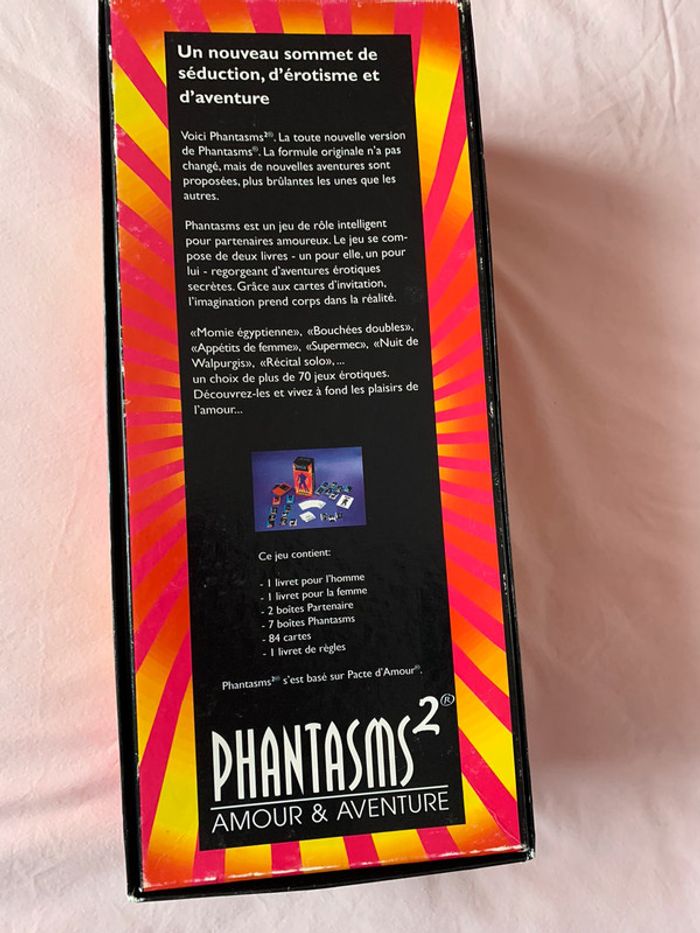 Un nouveau sommet de
séduction, d'érotisme et
d'aventure
Voici Phantasms²®. La toute nouvelle version
de Phantasms®. La formule originale n'a pas
changé, mais de nouvelles aventures sont
proposées, plus brûlantes les unes que les
autres.
Phantasms est un jeu de rôle intelligent
pour partenaires amoureux. Le jeu se com-
pose de deux livres - un pour elle, un pour
lui - regorgeant d'aventures érotiques
secrètes. Grâce aux cartes d'invitation,
l'imagination prend corps dans la réalité.
«Momie égyptienne», «Bouchées doubles»,
«Appétits de femme», «Supermec», «Nuit de
Walpurgis», «Récital solo»,...
un choix de plus de 70 jeux érotiques.
Découvrez-les et vivez à fond les plaisirs de
l'amour...
Ce jeu contient:
- 1 livret pour l'homme
- 1 livret pour la femme
- 2 boîtes Partenaire
- 7 boîtes Phantasms
- 84 cartes
- 1 livret de règles
Phantasms²® s'est basé sur Pacte d'Amour®.
PHANTASMS²®
AMOUR & AVENTURE